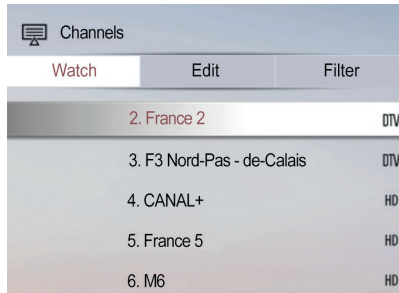 Channels
Watch Edit Filter
2. France 2 DTV
3. F3 Nord-Pas - de-Calais DTV
4. CANAL+ HD
5. France 5 HD
6. M6 HD